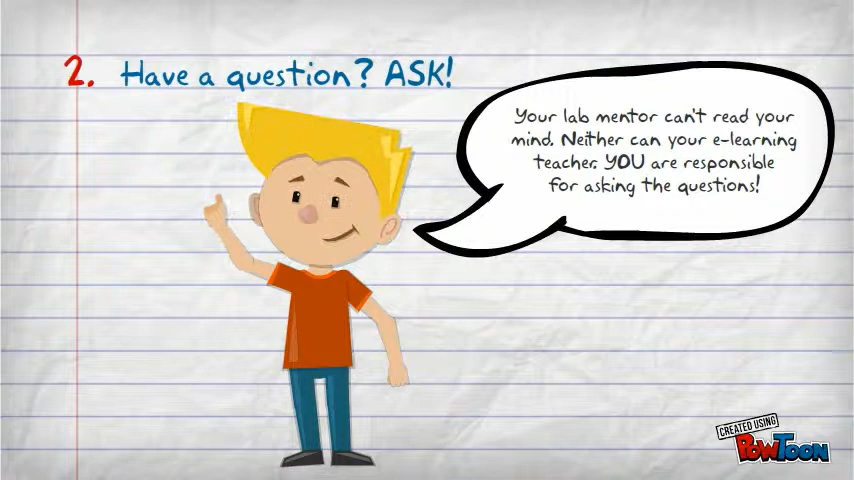 2. Have a question? ASK!
Your lab mentor can't read your
mind. Neither can your e-learning
teacher. YOU are responsible
for asking the questions!
CREATED USING
POWTOON